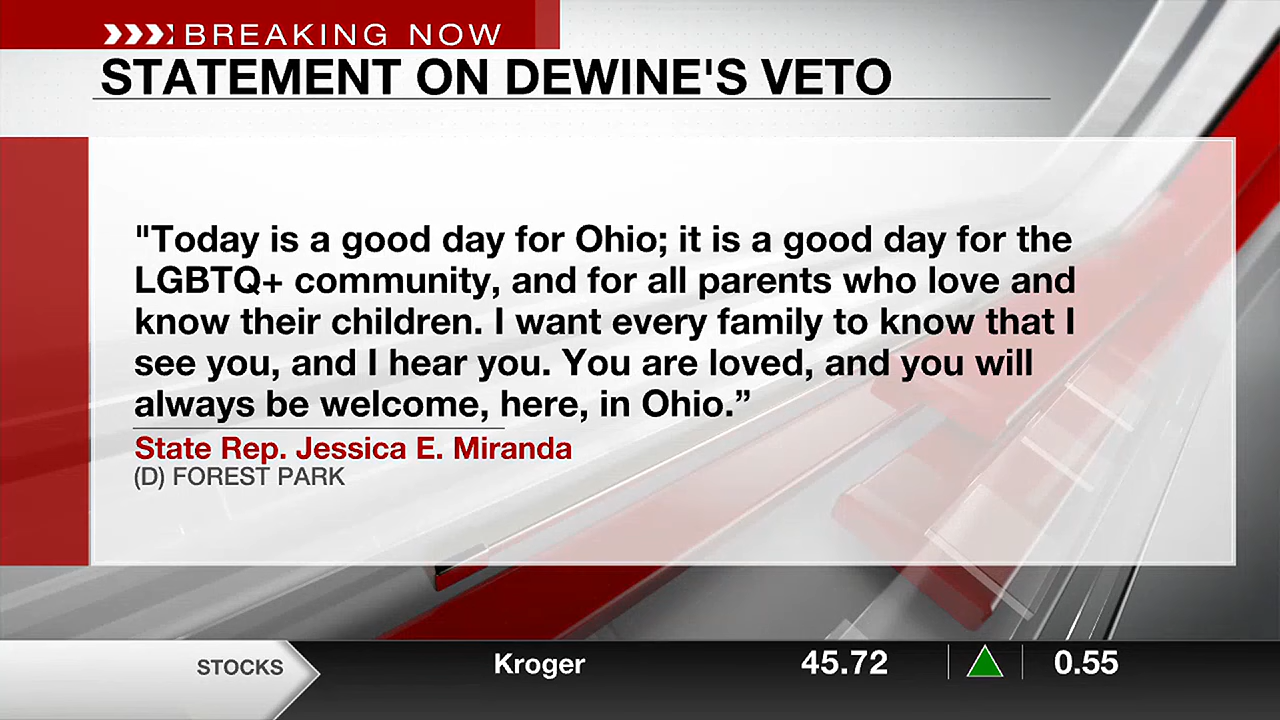 BREAKING NOW
STATEMENT ON DEWINE'S VETO
"Today is a good day for Ohio; it is a good day for the
LGBTQ+ community, and for all parents who love and
know their children. I want every family to know that I
see you, and I hear you. You are loved, and you will
always be welcome, here, in Ohio.”
State Rep. Jessica E. Miranda
(D) FOREST PARK
STOCKS Kroger 45.72 0.55